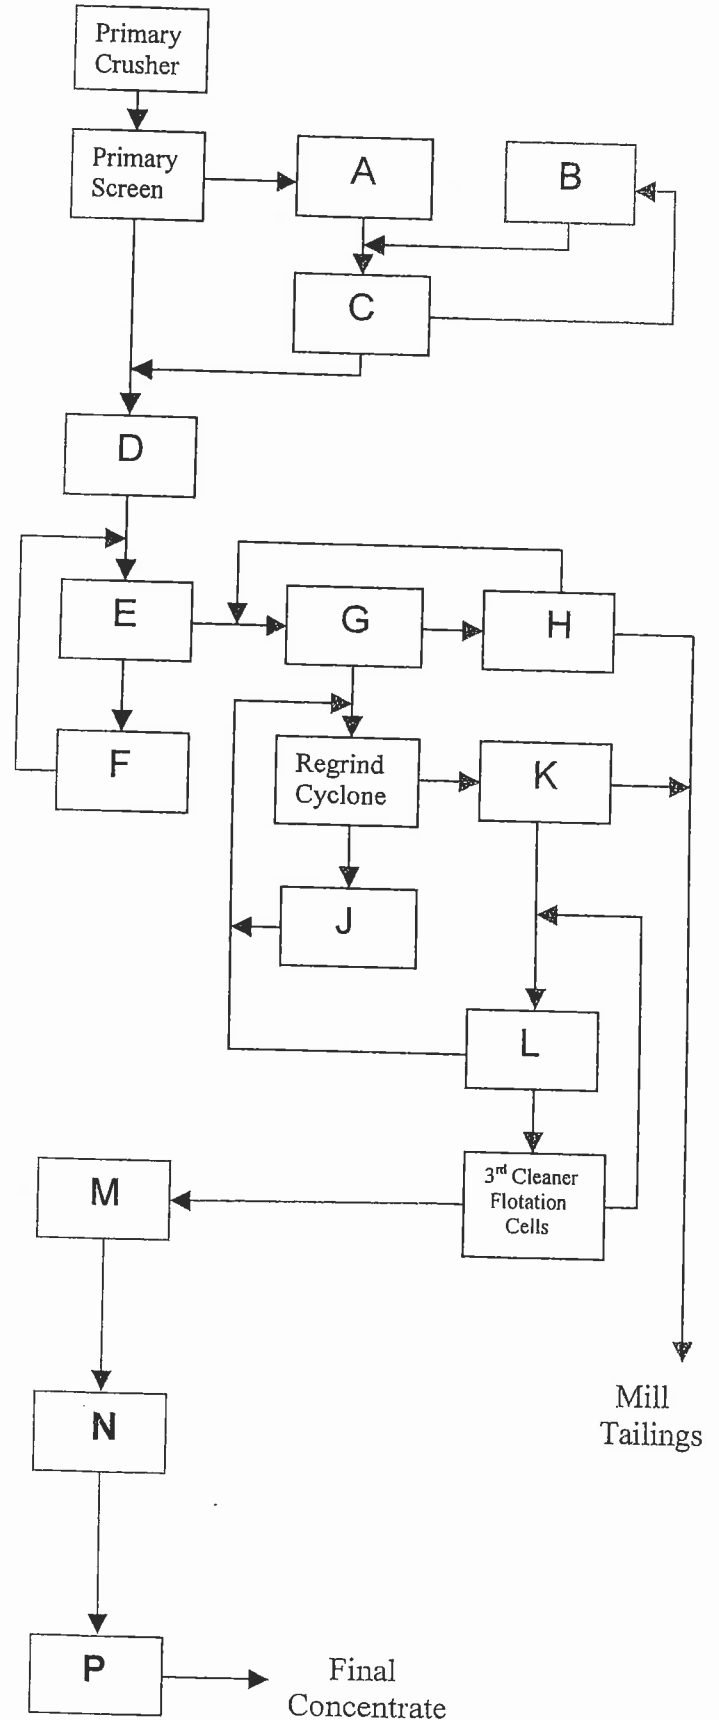 Primary
Crusher
Primary
Screen
A
B
C
D
E
G
H
F
Regrind
Cyclone
K
J
L
3rd Cleaner
Flotation
Cells
M
Mill
Tailings
N
P
Final
Concentrate